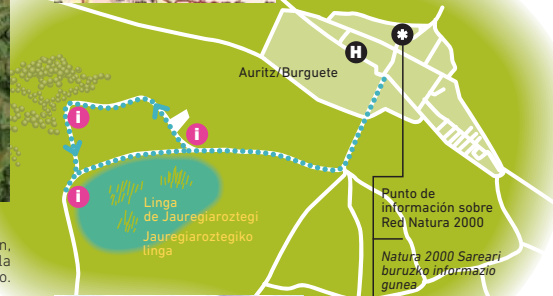 H
*
Auritz/Burguete
i
i
i
Linga
de Jauregiaroztegi
Jauregiaroztegiko
linga
Punto de
información sobre
Red Natura 2000
Natura 2000 Sareari
buruzko informazio
gunea
n,
la
o.